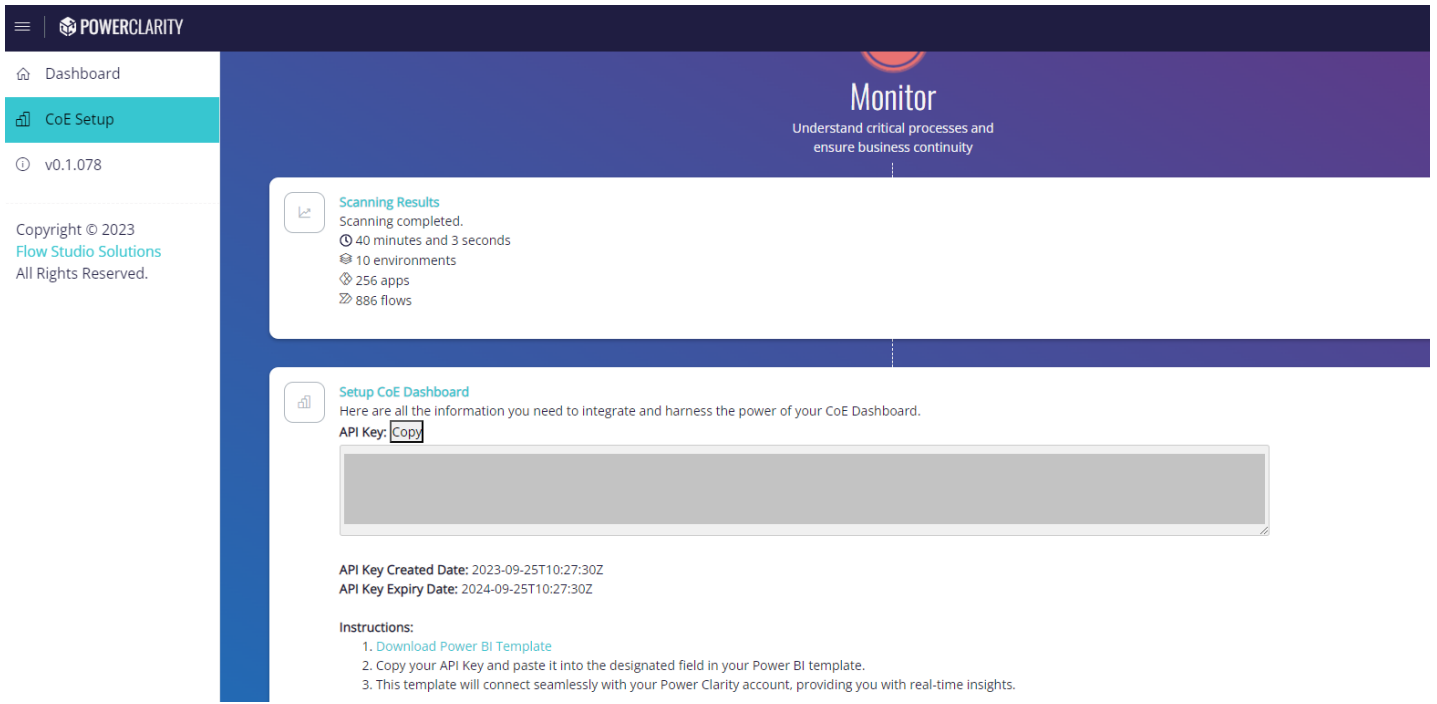 POWERCLARITY
Dashboard
CoE Setup
v0.1.078
Copyright © 2023
Flow Studio Solutions
All Rights Reserved.
Monitor
Understand critical processes and
ensure business continuity
Scanning Results
Scanning completed.
40 minutes and 3 seconds
10 environments
256 apps
886 flows
Setup CoE Dashboard
Here are all the information you need to integrate and harness the power of your CoE Dashboard.
API Key: Copy
API Key Created Date: 2023-09-25T10:27:30Z
API Key Expiry Date: 2024-09-25T10:27:30Z
Instructions:
1. Download Power BI Template
2. Copy your API Key and paste it into the designated field in your Power BI template.
3. This template will connect seamlessly with your Power Clarity account, providing you with real-time insights.